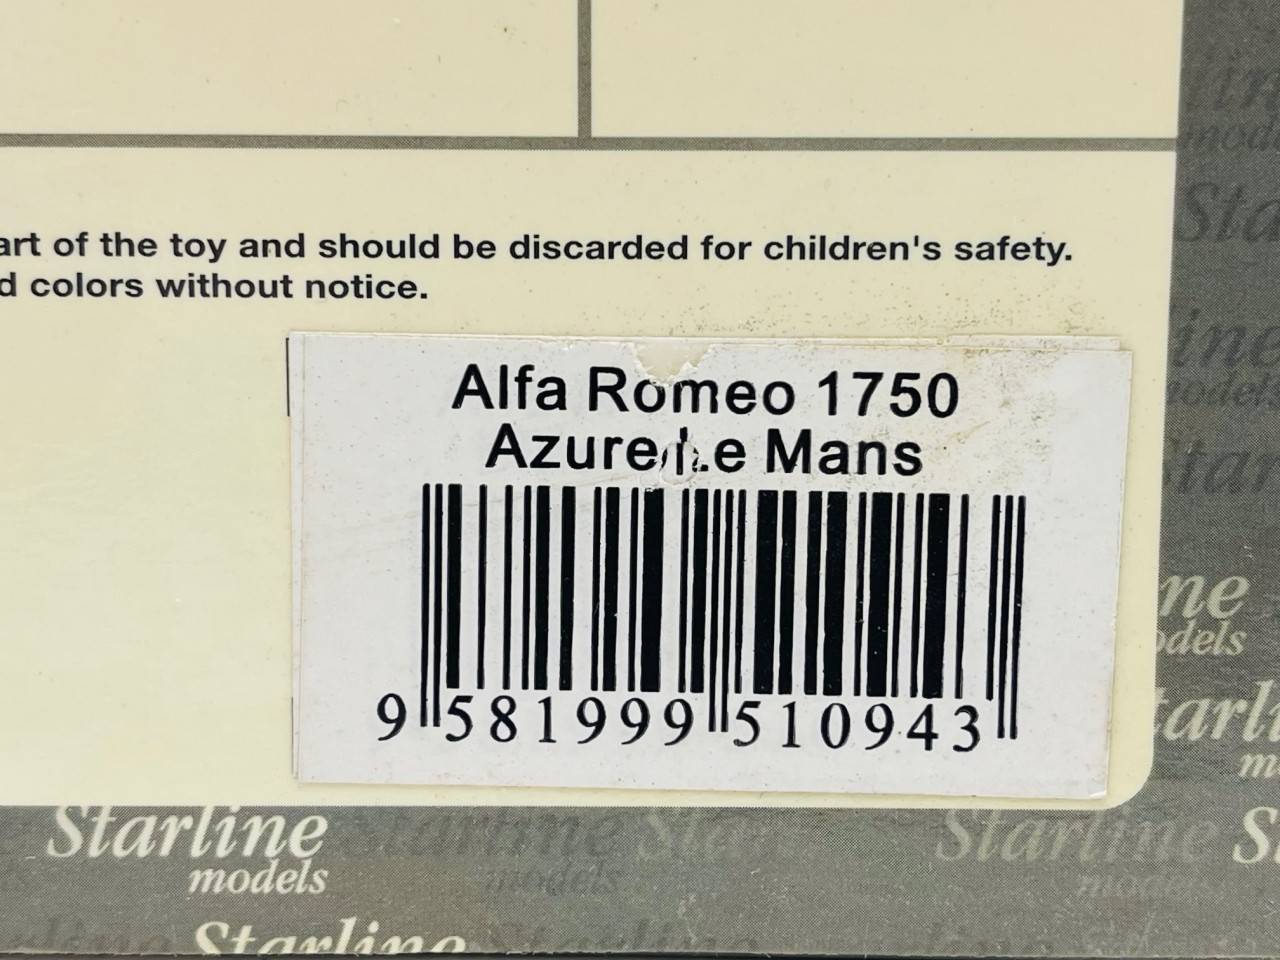 art of the toy and should be discarded for children's safety.
d colors without notice.
Alfa Romeo 1750
Azure Le Mans
9 581999 510943
Starline
models
Starline
models
Starline